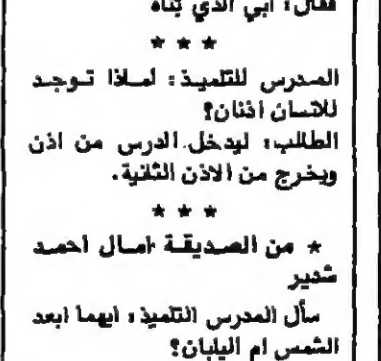 فقال: ابي الذي بناه
* * *
المدرس للتلميذ: لماذا توجد
للانسان اذنان؟
الطالب: ليدخل الدرس من اذن
ويخرج من الاذن الثانية.
* * *
* من الصديقة امال احمد
شدير
سأل المدرس التلميذ: ايهما ابعد
الشمس ام اليابان؟